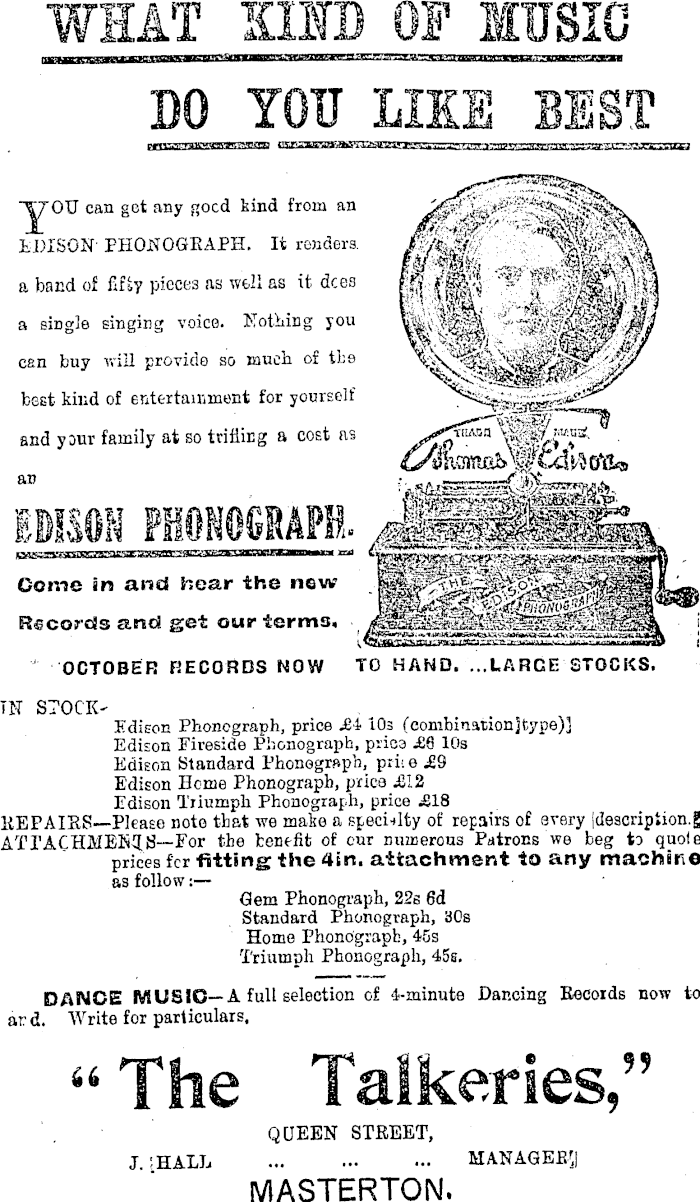 WHAT KIND OF MUSIC
DO YOU LIKE BEST
YOU can get any good kind from an
EDISON PHONOGRAPH. It renders
a band of fifty pieces as well as it does
a single singing voice. Nothing you
can buy will provide so much of the
best kind of entertainment for yourself
and your family at so trifling a cost as
an
EDISON PHONOGRAPH.
Come in and hear the new
Records and get our terms.
TRADE MARK
Thomas Edison
THE EDISON PHONOGRAPH
OCTOBER RECORDS NOW TO HAND. ...LARGE STOCKS.
IN STOCK-
Edison Phonograph, price £4 10s (combination type)
Edison Fireside Phonograph, price £6 10s
Edison Standard Phonograph, price £9
Edison Home Phonograph, price £12
Edison Triumph Phonograph, price £18
REPAIRS—Please note that we make a specialty of repairs of every description.
ATTACHMENTS—For the benefit of our numerous Patrons we beg to quote
prices for fitting the 4in. attachment to any machine
as follow:—
Gem Phonograph, 22s 6d
Standard Phonograph, 30s
Home Phonograph, 45s
Triumph Phonograph, 45s.
DANCE MUSIC—A full selection of 4-minute Dancing Records now to
and. Write for particulars.
"The Talkeries,"
QUEEN STREET,
J. HALL ... ... ... MANAGER
MASTERTON.